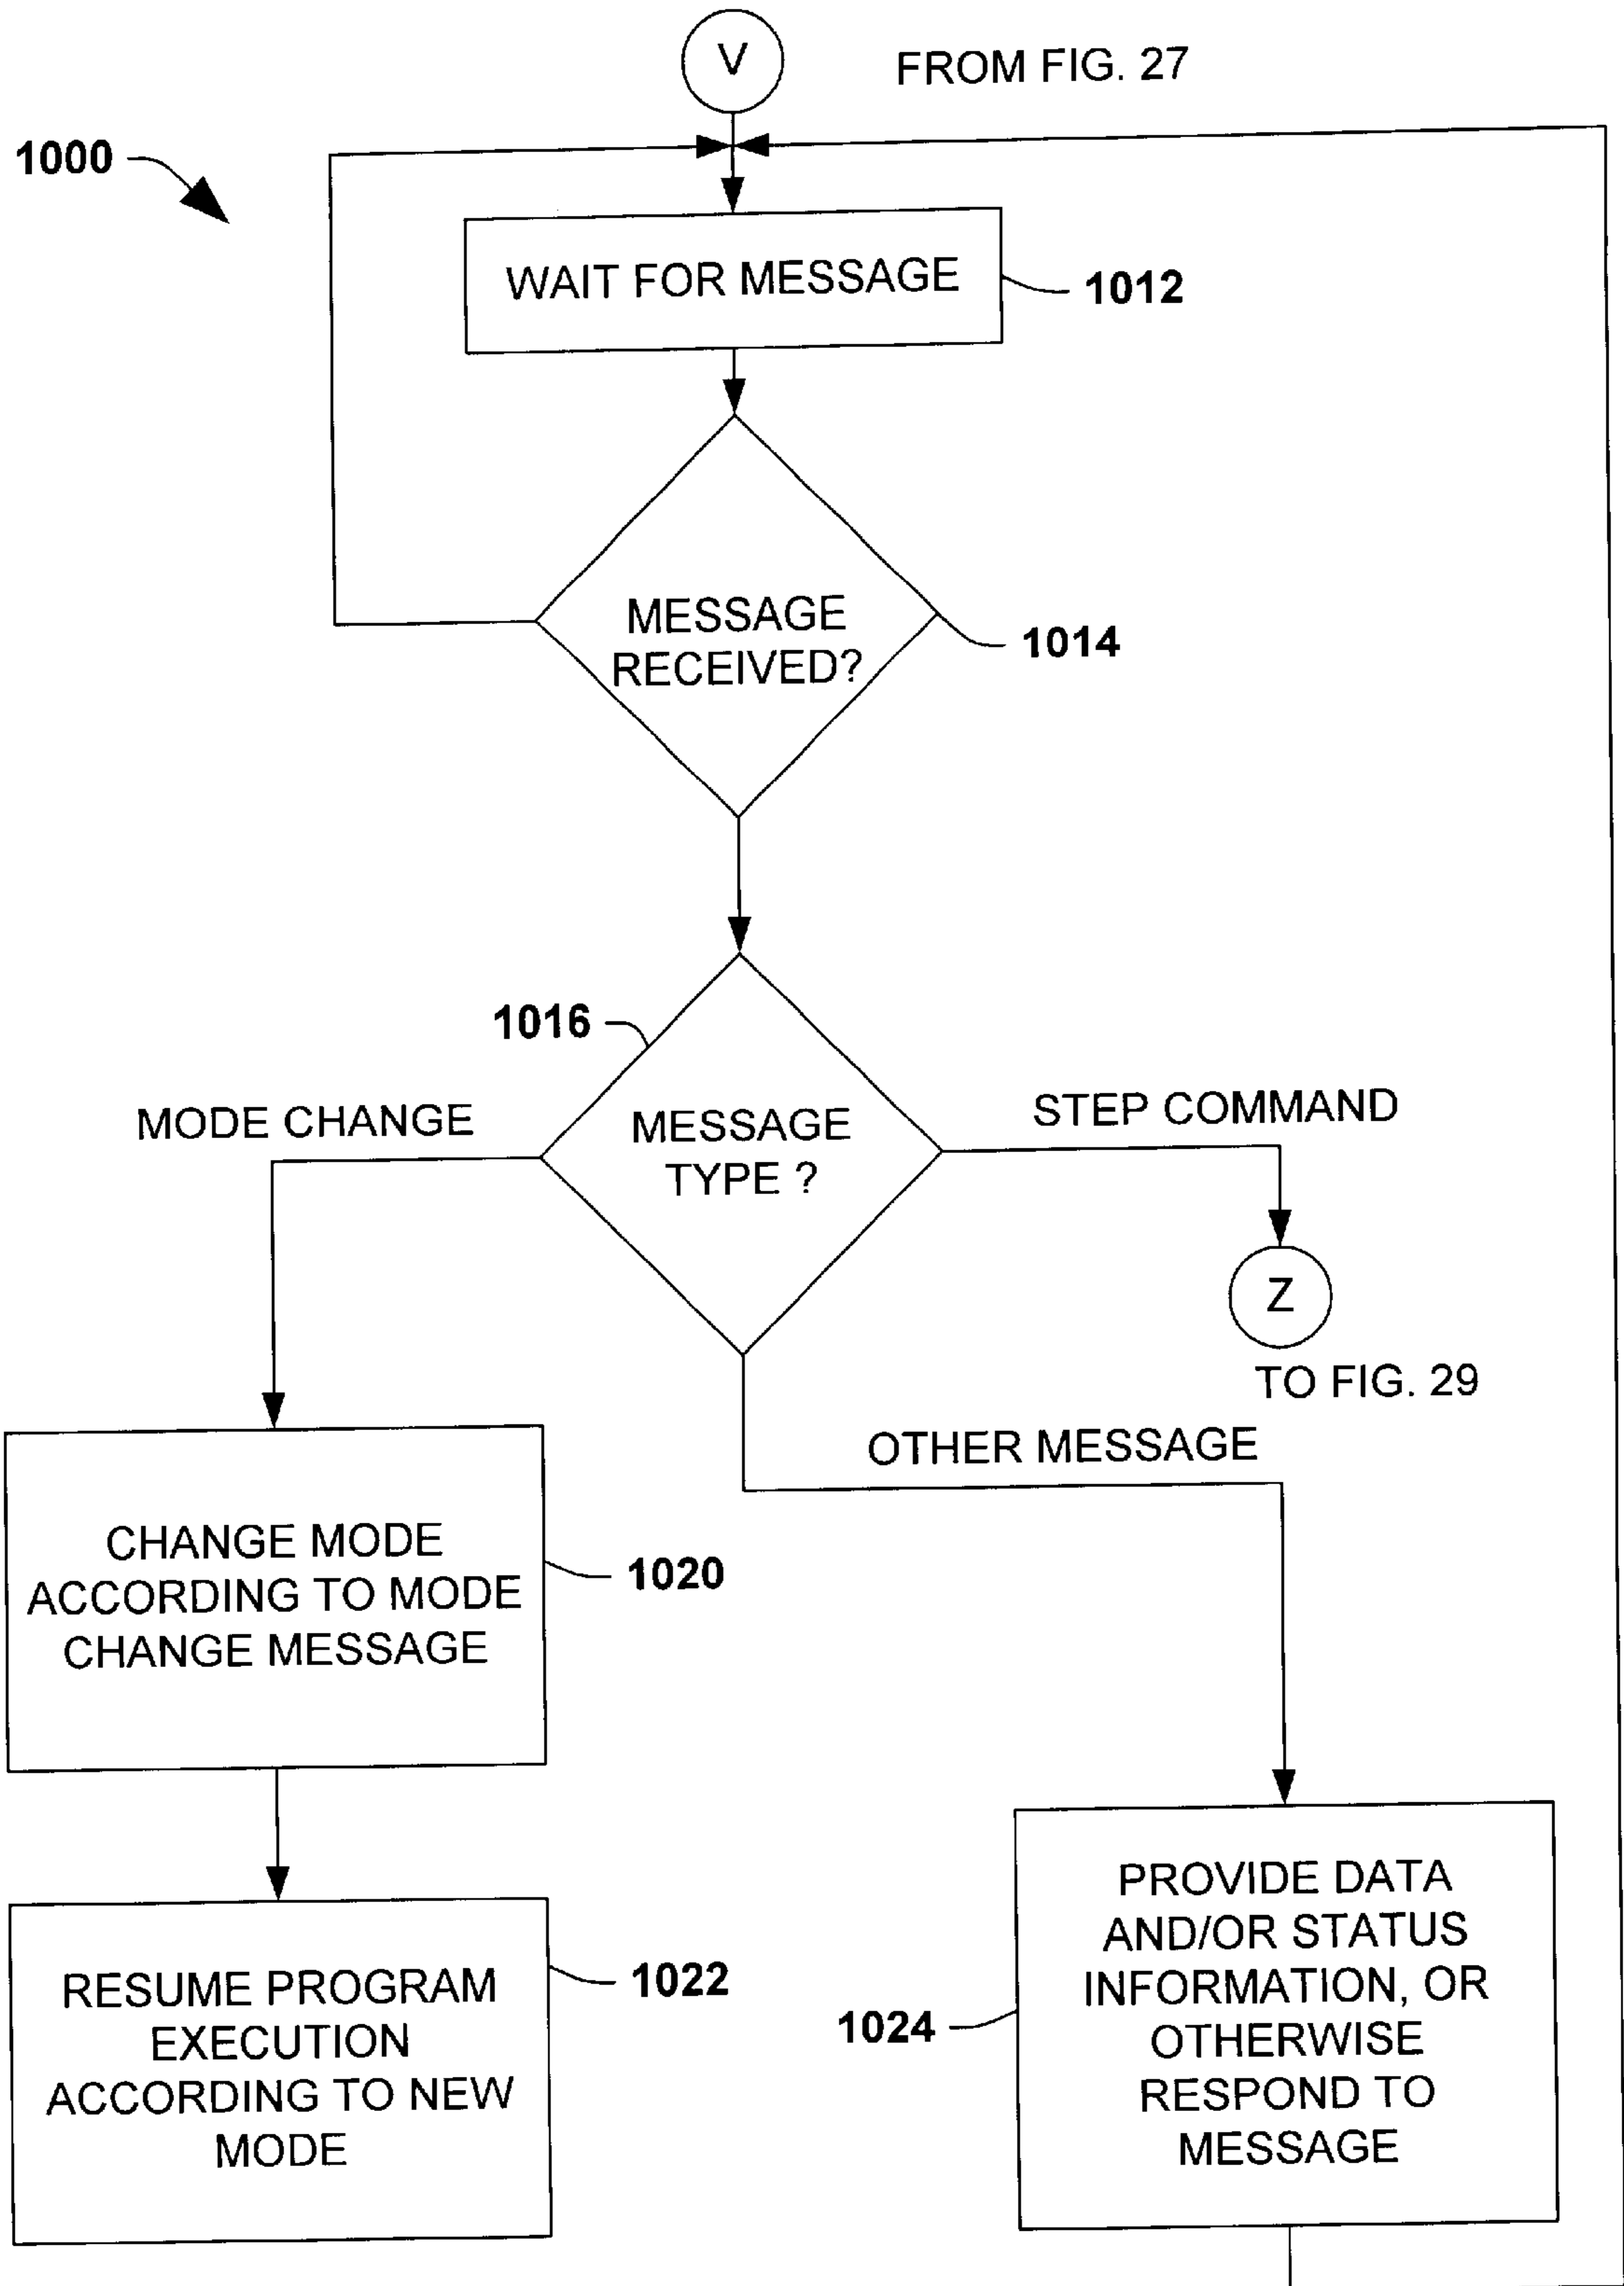 V
FROM FIG. 27
1000
WAIT FOR MESSAGE
1012
MESSAGE
RECEIVED?
1014
1016
MODE CHANGE
MESSAGE
TYPE ?
STEP COMMAND
Z
TO FIG. 29
OTHER MESSAGE
CHANGE MODE
ACCORDING TO MODE
CHANGE MESSAGE
1020
RESUME PROGRAM
EXECUTION
ACCORDING TO NEW
MODE
1022
1024
PROVIDE DATA
AND/OR STATUS
INFORMATION, OR
OTHERWISE
RESPOND TO
MESSAGE